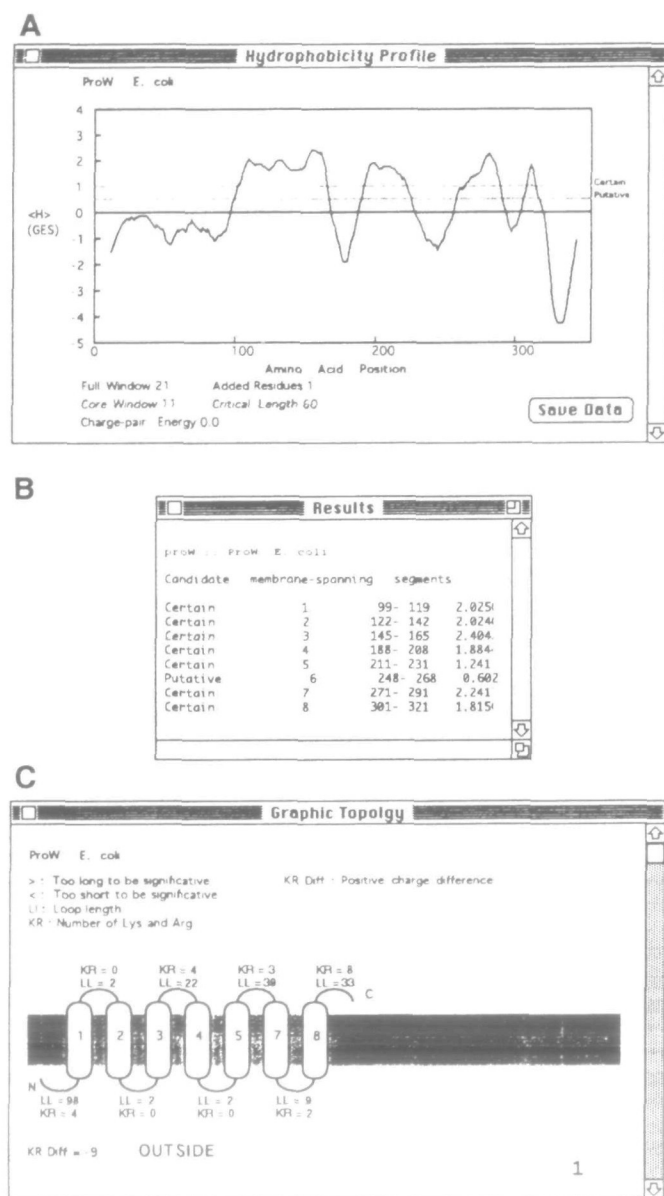 A
Hydrophobicity Profile
ProW E. coli
4
3
2
1
0
-1
-2
-3
-4
-5
<H>
(GES)
Certain
Putative
0 100 200 300
Amino Acid Position
Full Window 21 Added Residues 1
Core Window 11 Critical Length 60
Charge-pair Energy 0.0
Save Data
B
Results
proW :: ProW E. coli
Candidate membrane-spanning segments
Certain 1 99- 119 2.025
Certain 2 122- 142 2.024
Certain 3 145- 165 2.404
Certain 4 188- 208 1.884
Certain 5 211- 231 1.241
Putative 6 248- 268 0.602
Certain 7 271- 291 2.241
Certain 8 301- 321 1.815
C
Graphic Topolgy
ProW E. coli
> : Too long to be significative KR Diff : Positive charge difference
< : Too short to be significative
Ll : Loop length
KR : Number of Lys and Arg
KR = 0 KR = 4 KR = 3 KR = 8
LL = 2 LL = 22 LL = 39 LL = 33
C
1 2 3 4 5 7 8
N
LL = 98 LL = 2 LL = 2 LL = 9
KR = 4 KR = 0 KR = 0 KR = 2
KR Diff = -9 OUTSIDE
1